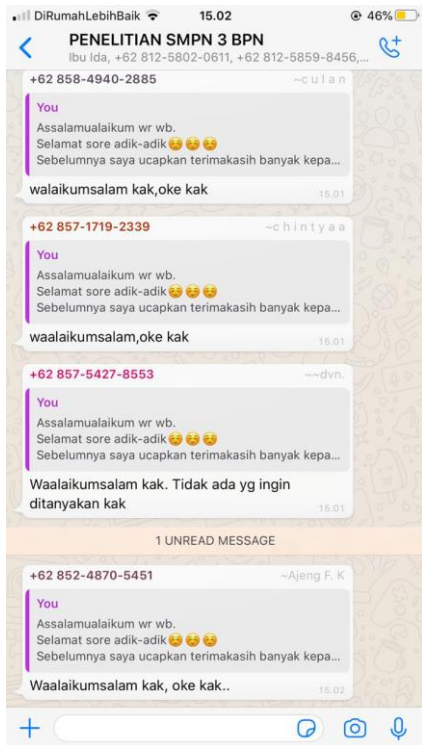 DiRumahLebihBaik 15.02 46%
PENELITIAN SMPN 3 BPN
Ibu Ida, +62 812-5802-0611, +62 812-5859-8456,...
+62 858-4940-2885 ~c u l a n
You
Assalamualaikum wr wb.
Selamat sore adik-adik☺️☺️☺️
Sebelumnya saya ucapkan terimakasih banyak kepa...
walaikumsalam kak,oke kak
15.01
+62 857-1719-2339 ~c h i n t y a a
You
Assalamualaikum wr wb.
Selamat sore adik-adik☺️☺️☺️
Sebelumnya saya ucapkan terimakasih banyak kepa...
waalaikumsalam,oke kak
15.01
+62 857-5427-8553 ~~dvn.
You
Assalamualaikum wr wb.
Selamat sore adik-adik☺️☺️☺️
Sebelumnya saya ucapkan terimakasih banyak kepa...
Waalaikumsalam kak. Tidak ada yg ingin
ditanyakan kak
15.01
1 UNREAD MESSAGE
+62 852-4870-5451 ~Ajeng F. K
You
Assalamualaikum wr wb.
Selamat sore adik-adik☺️☺️☺️
Sebelumnya saya ucapkan terimakasih banyak kepa...
Waalaikumsalam kak, oke kak..
15.02